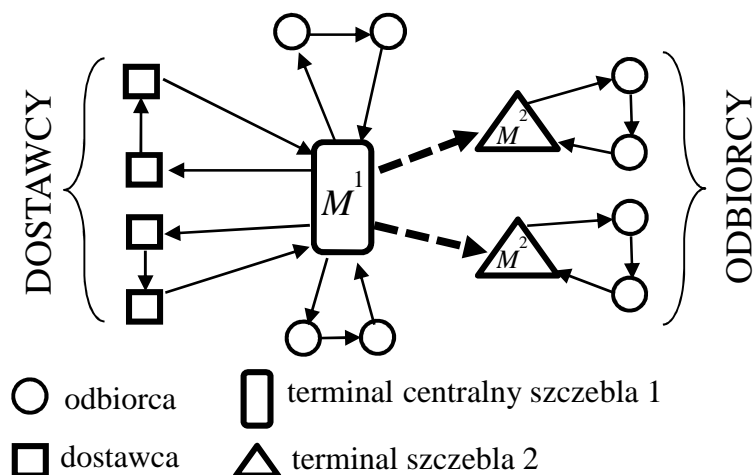 DOSTAWCY
M¹
M²
M²
ODBIORCY
odbiorca
terminal centralny szczebla 1
dostawca
terminal szczebla 2